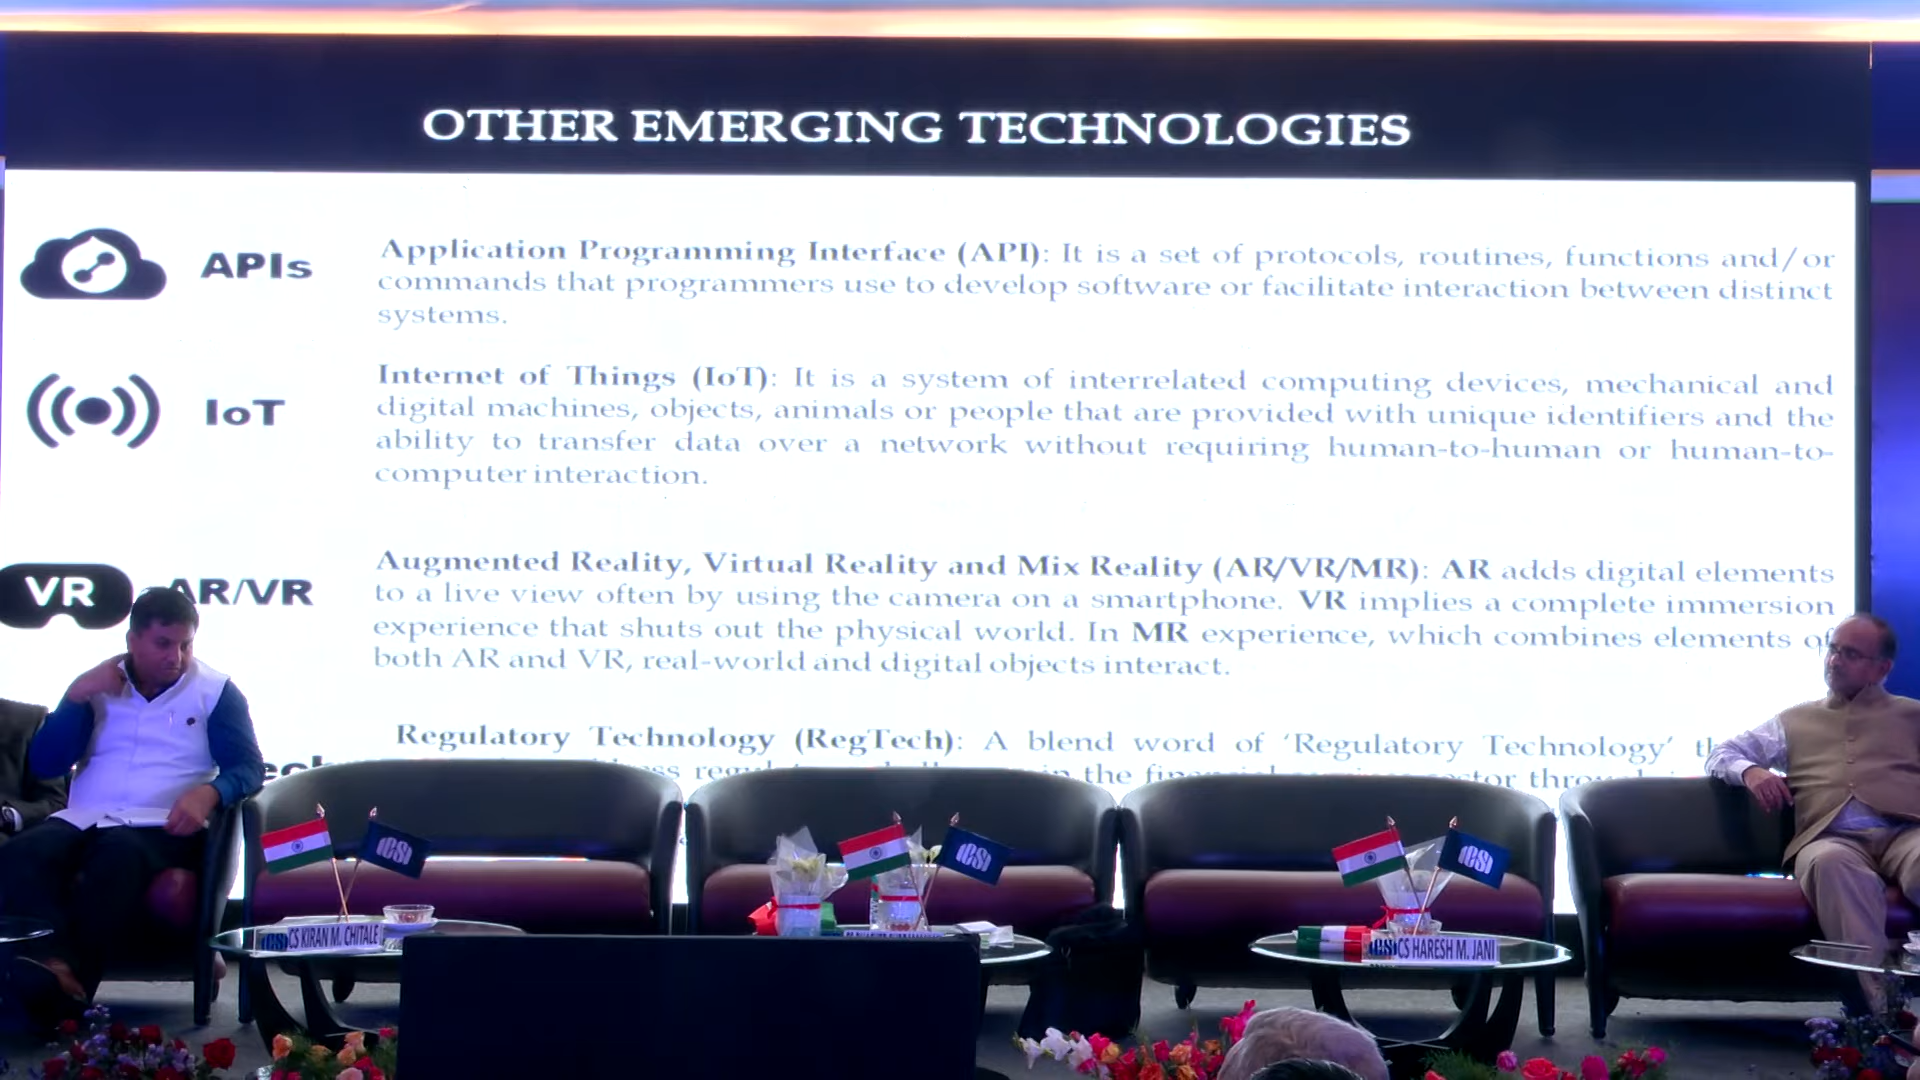 OTHER EMERGING TECHNOLOGIES
APIs
Application Programming Interface (API): It is a set of protocols, routines, functions and/or
commands that programmers use to develop software or facilitate interaction between distinct
systems.
IoT
Internet of Things (IoT): It is a system of interrelated computing devices, mechanical and
digital machines, objects, animals or people that are provided with unique identifiers and the
ability to transfer data over a network without requiring human-to-human or human-to-
computer interaction.
VR
AR/VR
Augmented Reality, Virtual Reality and Mix Reality (AR/VR/MR): AR adds digital elements
to a live view often by using the camera on a smartphone. VR implies a complete immersion
experience that shuts out the physical world. In MR experience, which combines elements of
both AR and VR, real-world and digital objects interact.
Regulatory Technology (RegTech): A blend word of 'Regulatory Technology'
in the
ICSI
ICSI
ICSI
ICSI CS KIRAN M. CHITALE
ICSI CS HARESH M. JANI